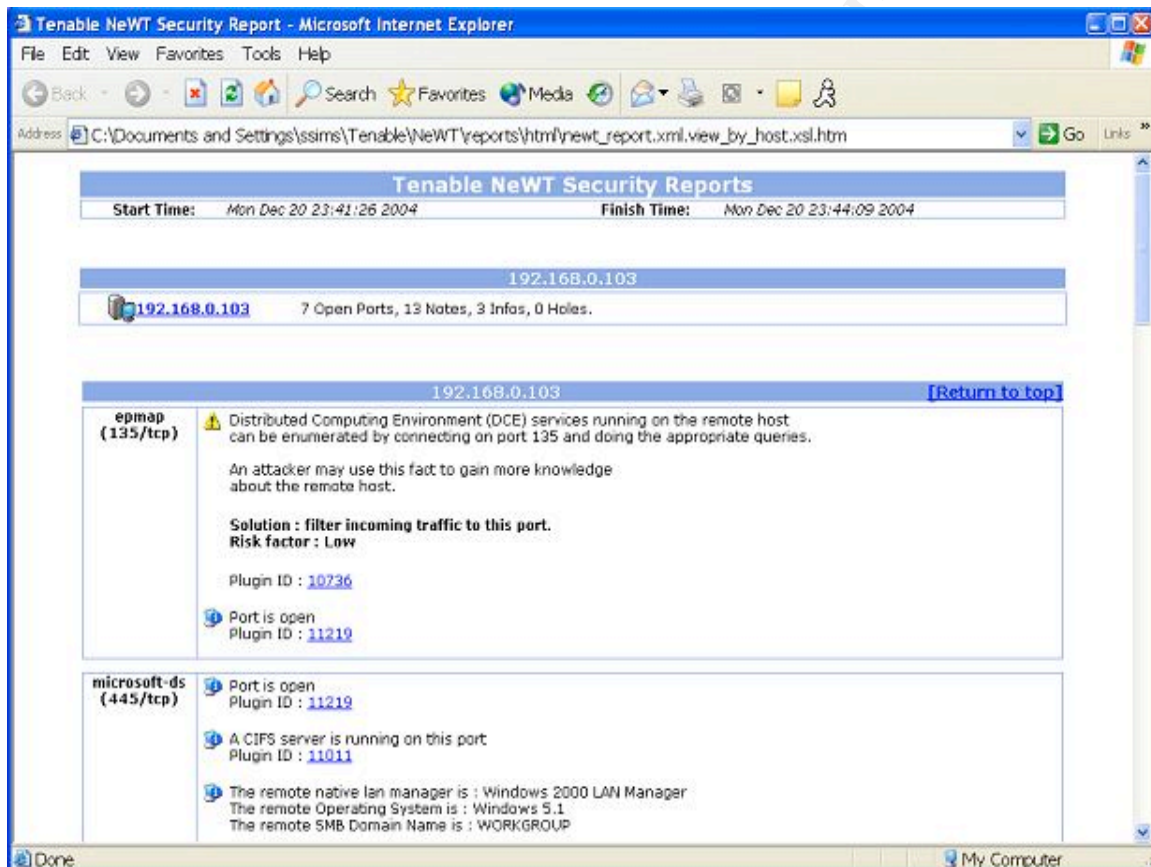 Tenable NeWT Security Report - Microsoft Internet Explorer
File Edit View Favorites Tools Help
Back Search Favorites Media
Address C:\Documents and Settings\ssims\Tenable\NeWT\reports\html\newt_report.xml.view_by_host.xsl.htm Go Links »
Tenable NeWT Security Reports
Start Time: Mon Dec 20 23:41:26 2004 Finish Time: Mon Dec 20 23:44:09 2004
192.168.0.103
192.168.0.103 7 Open Ports, 13 Notes, 3 Infos, 0 Holes.
192.168.0.103 [Return to top]
epmap
(135/tcp)
Distributed Computing Environment (DCE) services running on the remote host
can be enumerated by connecting on port 135 and doing the appropriate queries.
An attacker may use this fact to gain more knowledge
about the remote host.
Solution : filter incoming traffic to this port.
Risk factor : Low
Plugin ID : 10736
Port is open
Plugin ID : 11219
microsoft-ds
(445/tcp)
Port is open
Plugin ID : 11219
A CIFS server is running on this port
Plugin ID : 11011
The remote native lan manager is : Windows 2000 LAN Manager
The remote Operating System is : Windows 5.1
The remote SMB Domain Name is : WORKGROUP
Done My Computer